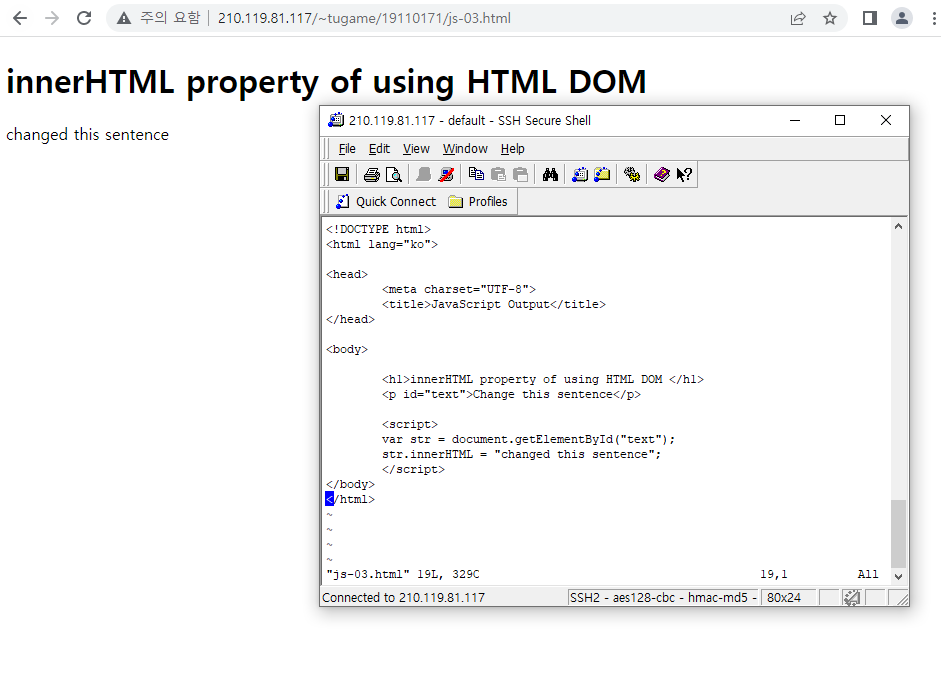 주의 요함 210.119.81.117/~tugame/19110171/js-03.html
innerHTML property of using HTML DOM
changed this sentence
210.119.81.117 - default - SSH Secure Shell
File Edit View Window Help
Quick Connect Profiles
<!DOCTYPE html>
<html lang="ko">
<head>
<meta charset="UTF-8">
<title>JavaScript Output</title>
</head>
<body>
<h1>innerHTML property of using HTML DOM </h1>
<p id="text">Change this sentence</p>
<script>
var str = document.getElementById("text");
str.innerHTML = "changed this sentence";
</script>
</body>
</html>
~
~
~
~
"js-03.html" 19L, 329C 19,1 All
Connected to 210.119.81.117 SSH2 - aes128-cbc - hmac-md5 - 80x24